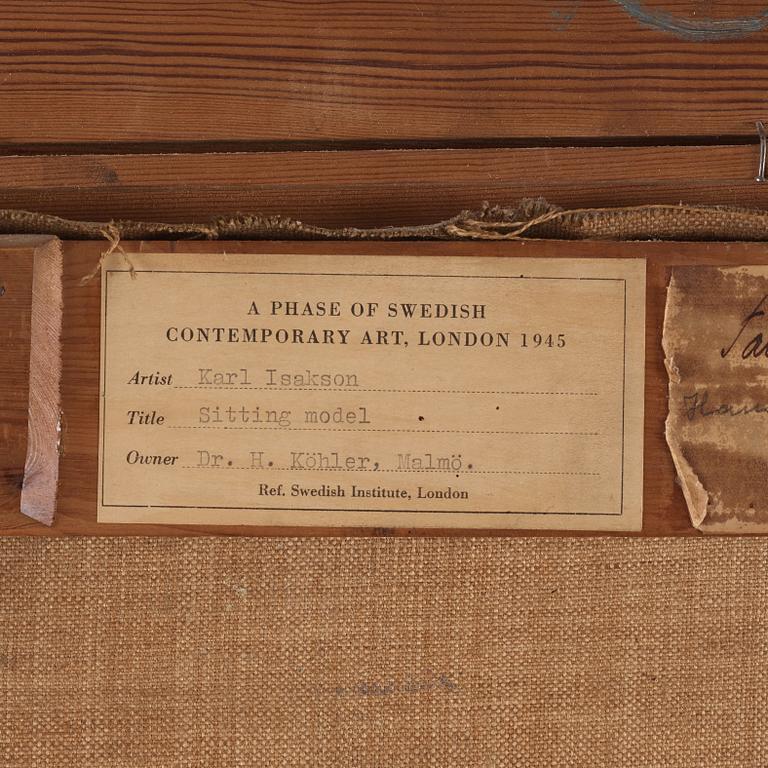 A PHASE OF SWEDISH
CONTEMPORARY ART, LONDON 1945
Artist Karl Isakson
Title Sitting model
Owner Dr. H. Köhler, Malmö.
Ref. Swedish Institute, London